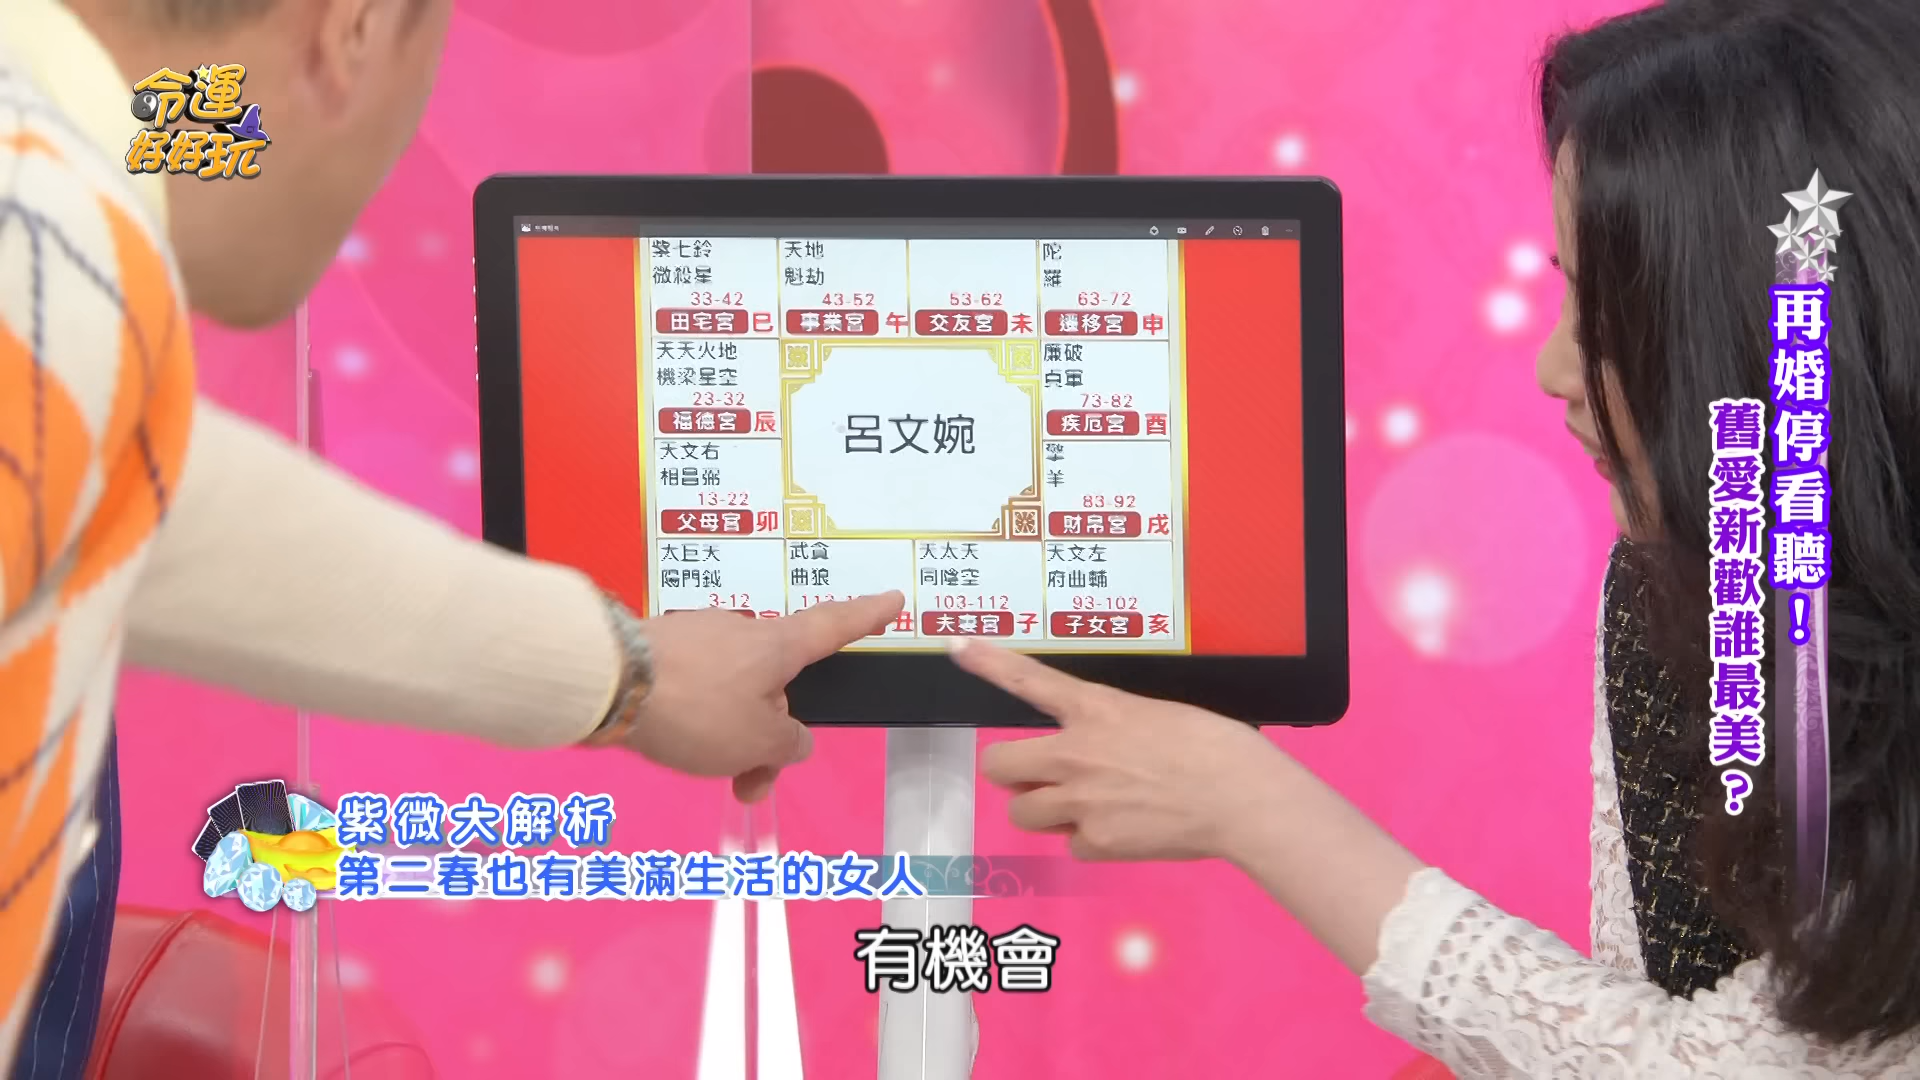 命運
好好玩
再婚停看聽！
舊愛新歡誰最美？
紫七鈴
微殺星
33-42
田宅宮 巳
天地
魁劫
43-52
事業宮 午
53-62
交友宮 未
陀
羅
63-72
遷移宮 申
天天火地
機梁星空
23-32
福德宮 辰
呂文婉
廉破
貞軍
73-82
疾厄宮 酉
天文右
相昌弼
13-22
父母宮 卯
擎
羊
83-92
財帛宮 戌
太巨天
陽門鉞
3-12
武貪
曲狼
丑
天太天
同陰空
103-112
夫妻宮 子
天文左
府曲輔
93-102
子女宮 亥
紫微大解析
第二春也有美滿生活的女人
有機會